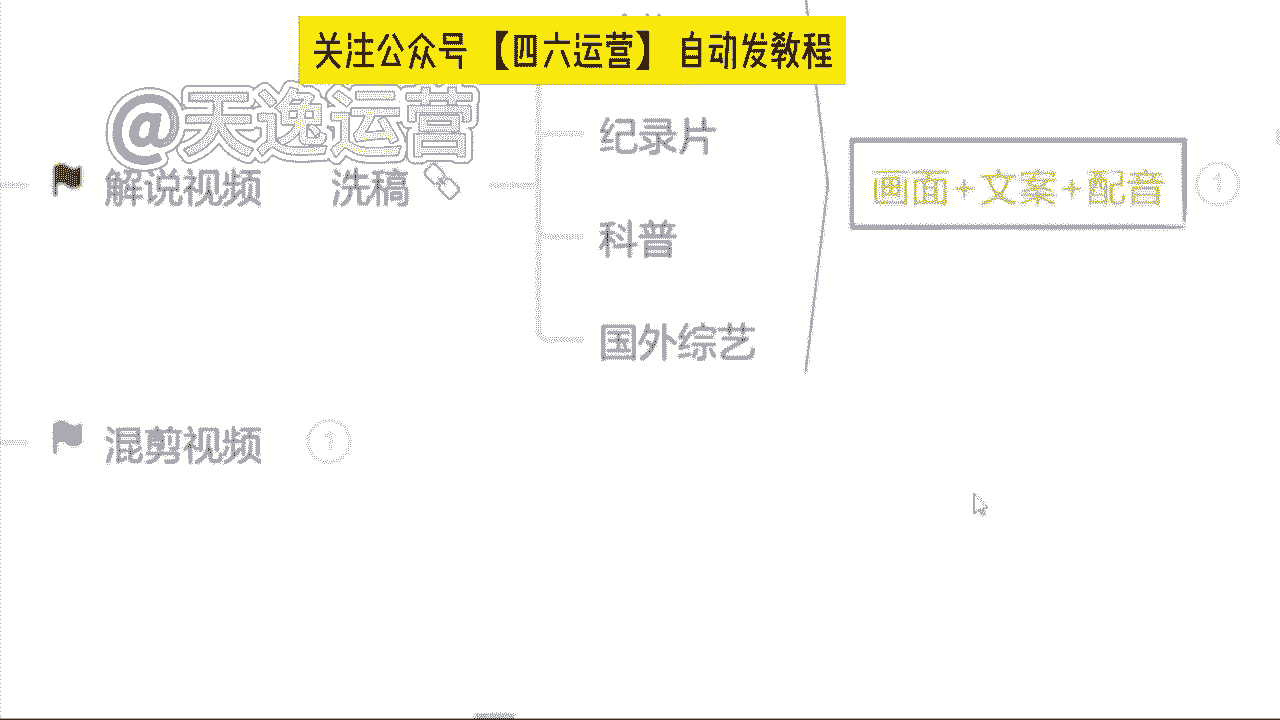 关注公众号 【四六运营】 自动发教程
@天逸运营
纪录片
解说视频 洗稿
画面+文案+配音 1
科普
国外综艺
混剪视频 1